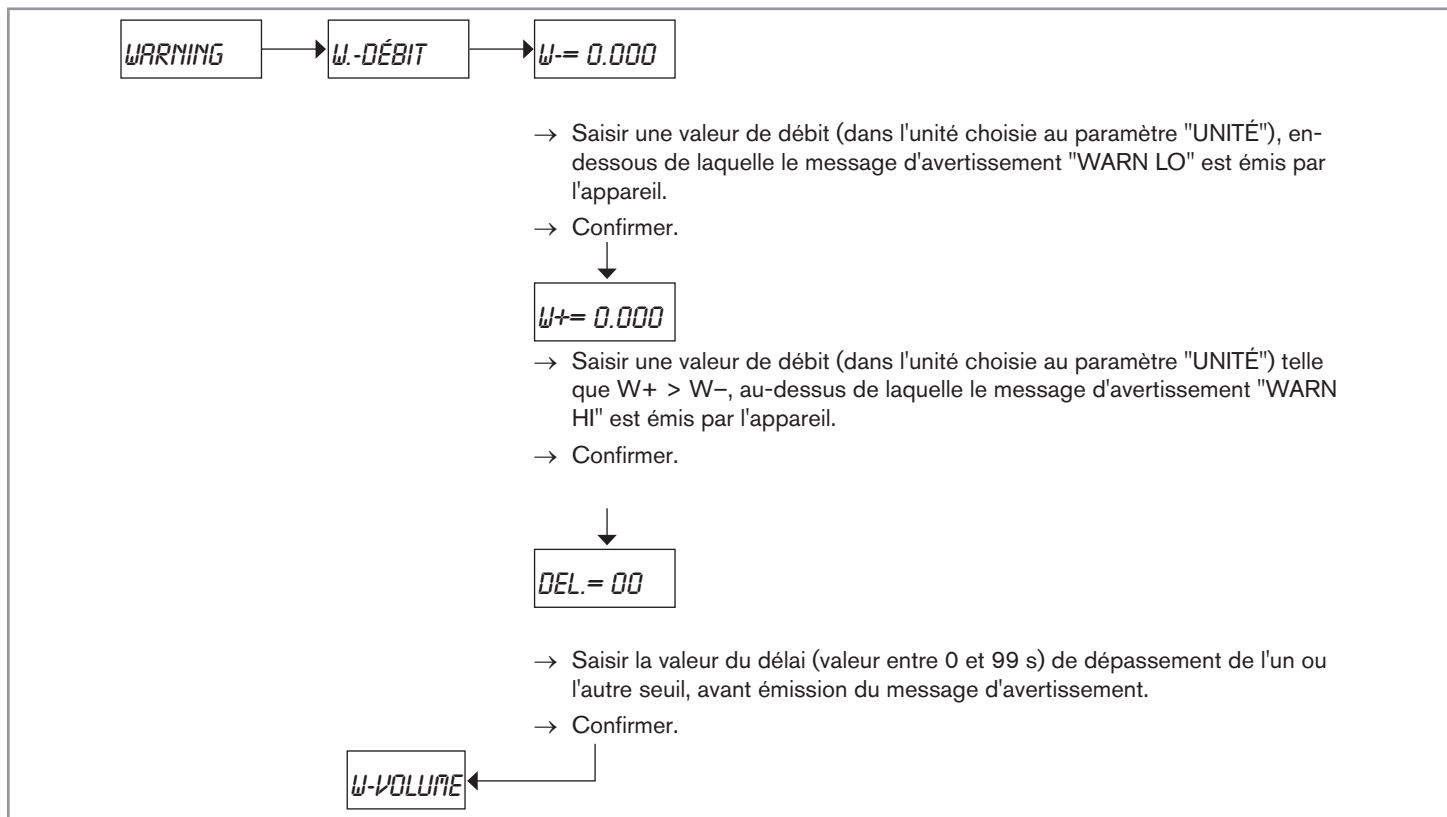 WARNING
W.-DÉBIT
W-= 0.000
→ Saisir une valeur de débit (dans l'unité choisie au paramètre "UNITÉ"), en-
dessous de laquelle le message d'avertissement "WARN LO" est émis par
l'appareil.
→ Confirmer.
W+= 0.000
→ Saisir une valeur de débit (dans l'unité choisie au paramètre "UNITÉ") telle
que W+ > W–, au-dessus de laquelle le message d'avertissement "WARN
HI" est émis par l'appareil.
→ Confirmer.
DEL.= 00
→ Saisir la valeur du délai (valeur entre 0 et 99 s) de dépassement de l'un ou
l'autre seuil, avant émission du message d'avertissement.
→ Confirmer.
W-VOLUME